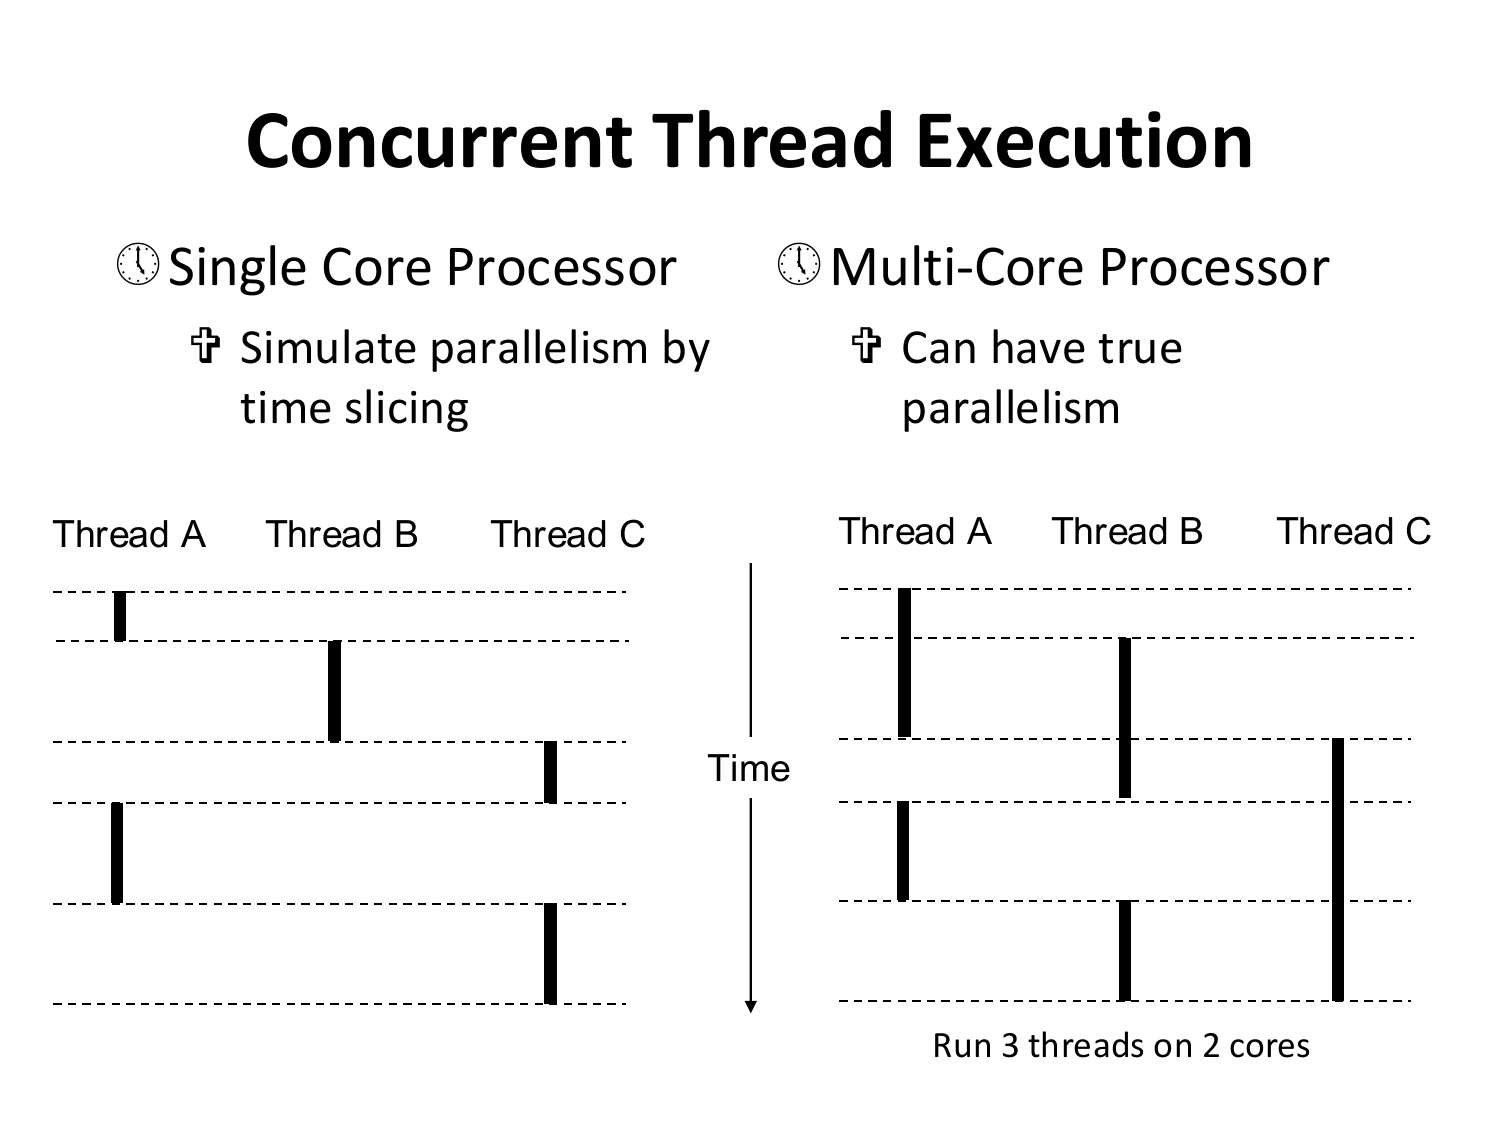 Concurrent Thread Execution
Single Core Processor
Simulate parallelism by
time slicing
Multi-Core Processor
Can have true
parallelism
Thread A Thread B Thread C
Thread A Thread B Thread C
Time
Run 3 threads on 2 cores